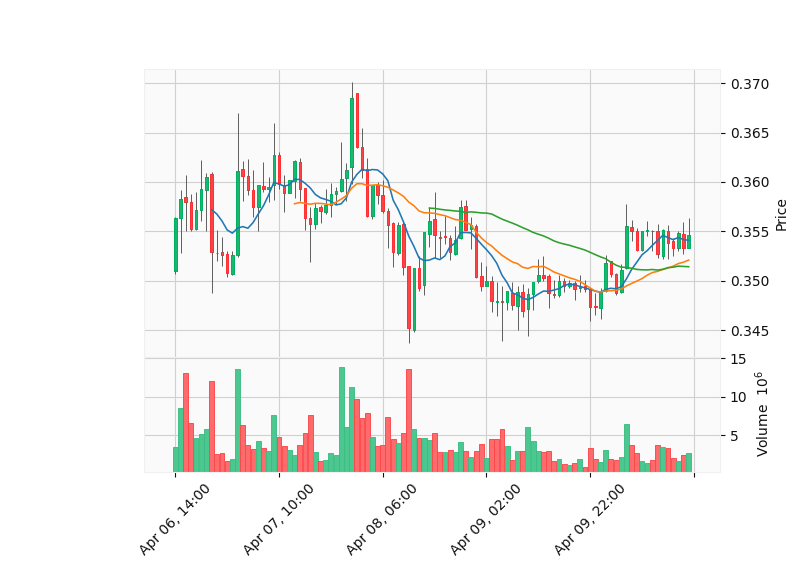 0.370
0.365
0.360
0.355
0.350
0.345
Price
15
10
5
Volume 10^6
Apr 06, 14:00
Apr 07, 10:00
Apr 08, 06:00
Apr 09, 02:00
Apr 09, 22:00